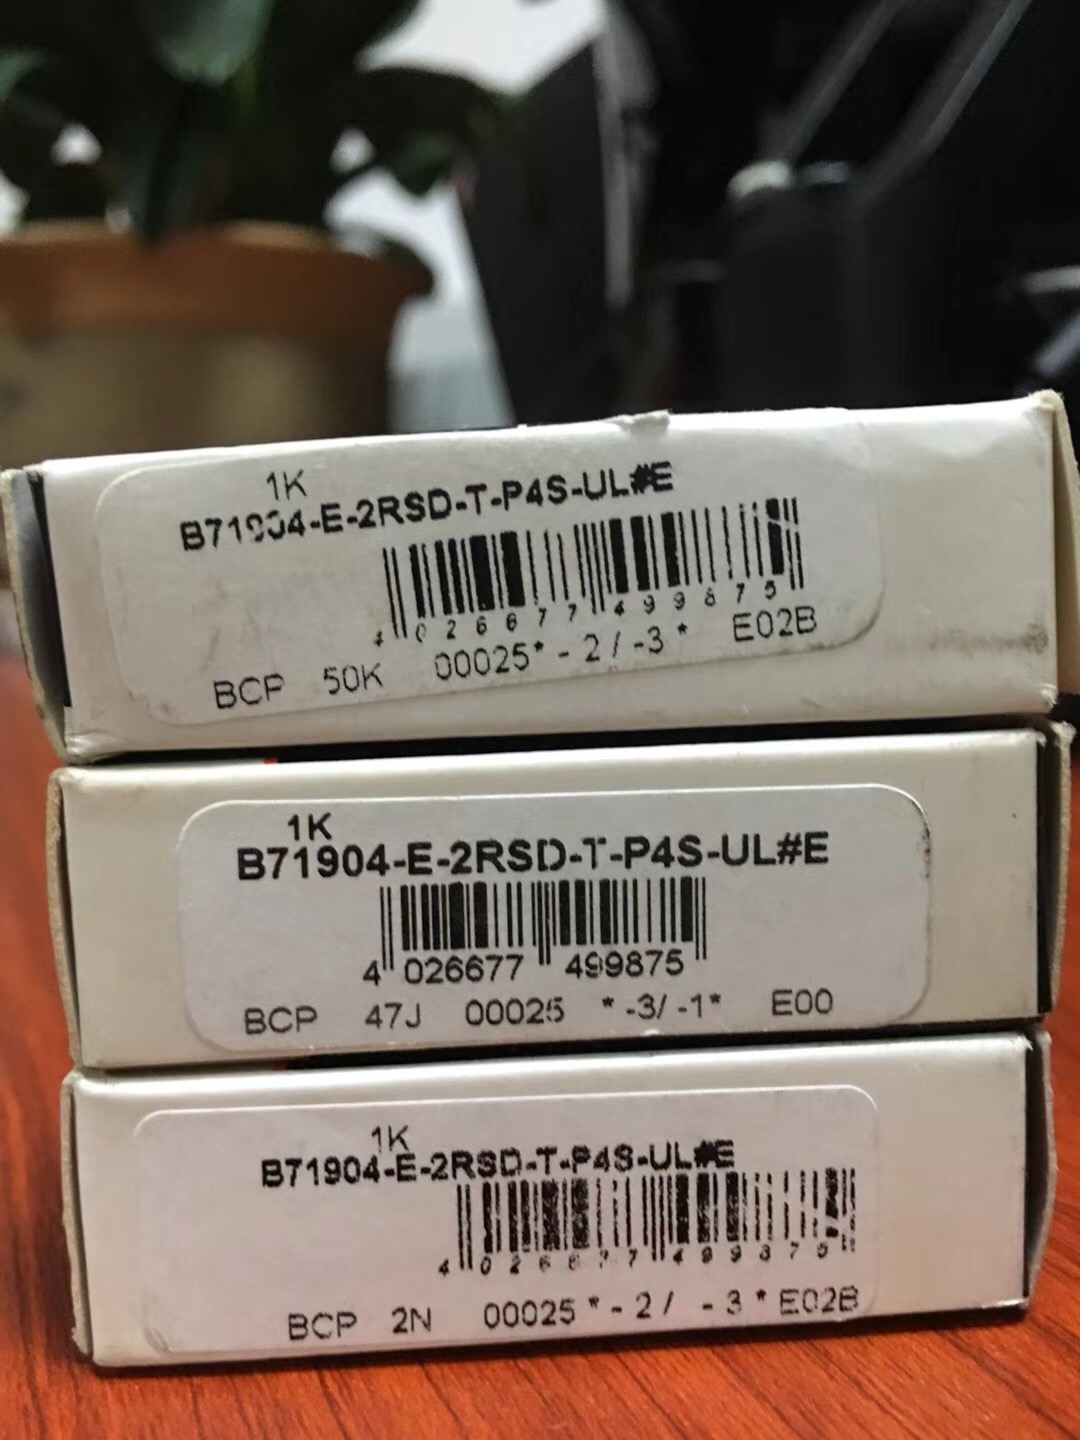 1K
B71904-E-2RSD-T-P4S-UL#E
4 026677 499875
BCP 50K 00025* - 2 / -3 * E02B
1K
B71904-E-2RSD-T-P4S-UL#E
4 026677 499875
BCP 47J 00025 * -3/ -1* E00
1K
B71904-E-2RSD-T-P4S-UL#E
4 026677 499875
BCP 2N 00025 * - 2 / - 3 * E02B